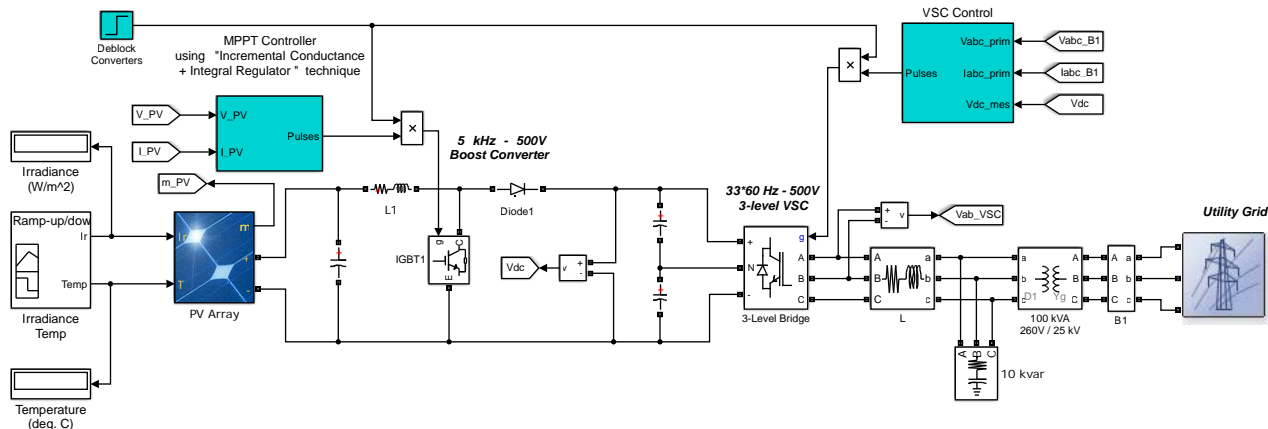 VSC Control
Deblock
Converters
MPPT Controller
using "Incremental Conductance
+ Integral Regulator " technique
Vabc_prim
Vabc_B1
Pulses
Iabc_prim
Iabc_B1
Vdc_mes
Vdc
×
V_PV
V_PV
Pulses
×
I_PV
I_PV
5 kHz - 500V
Boost Converter
Irradiance
(W/m^2)
m_PV
L1
Diode1
33*60 Hz - 500V
3-level VSC
+
-
v
Vab_VSC
Utility Grid
Ramp-up/dow
Ir
Temp
Irradiance
Temp
Ir
T
m
+
-
PV Array
g
C
E
IGBT1
Vdc
v
+
-
g
+
N
-
A
B
C
3-Level Bridge
A
B
C
a
b
c
L
a
b
c
A
B
C
D1
Yg
100 kVA
260V / 25 kV
A
B
C
a
b
c
B1
A
B
C
10 kvar
Temperature
(deg. C)